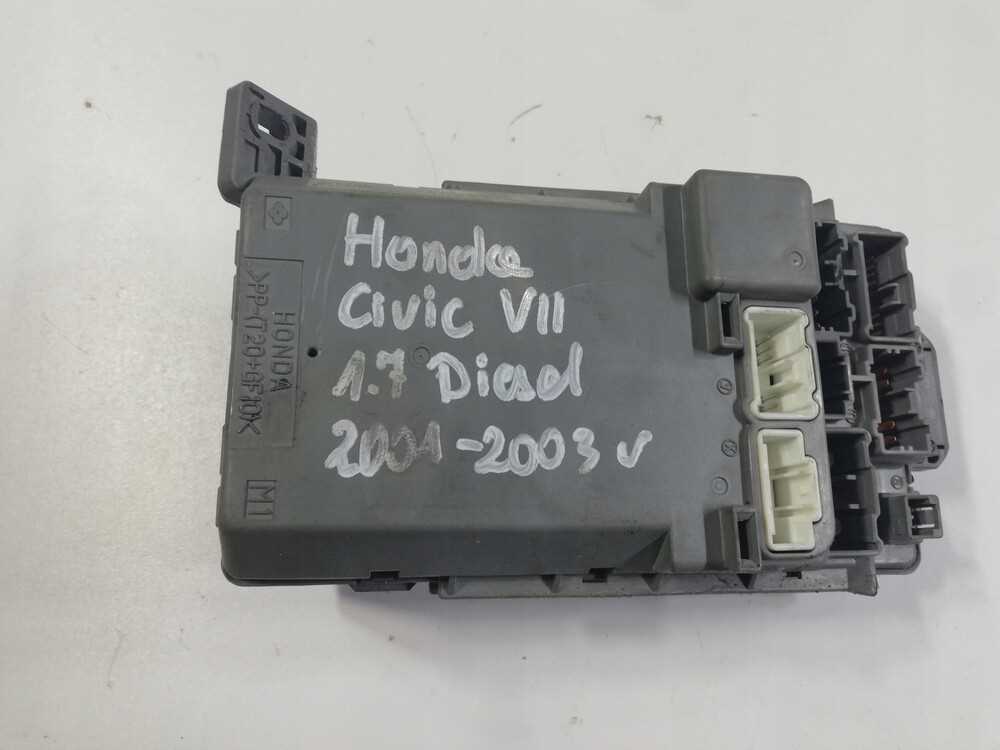 Honda
Civic VII
1.7 Diesel
2001-2003 r
HONDA
>PP-(T20+GF10)<
M1